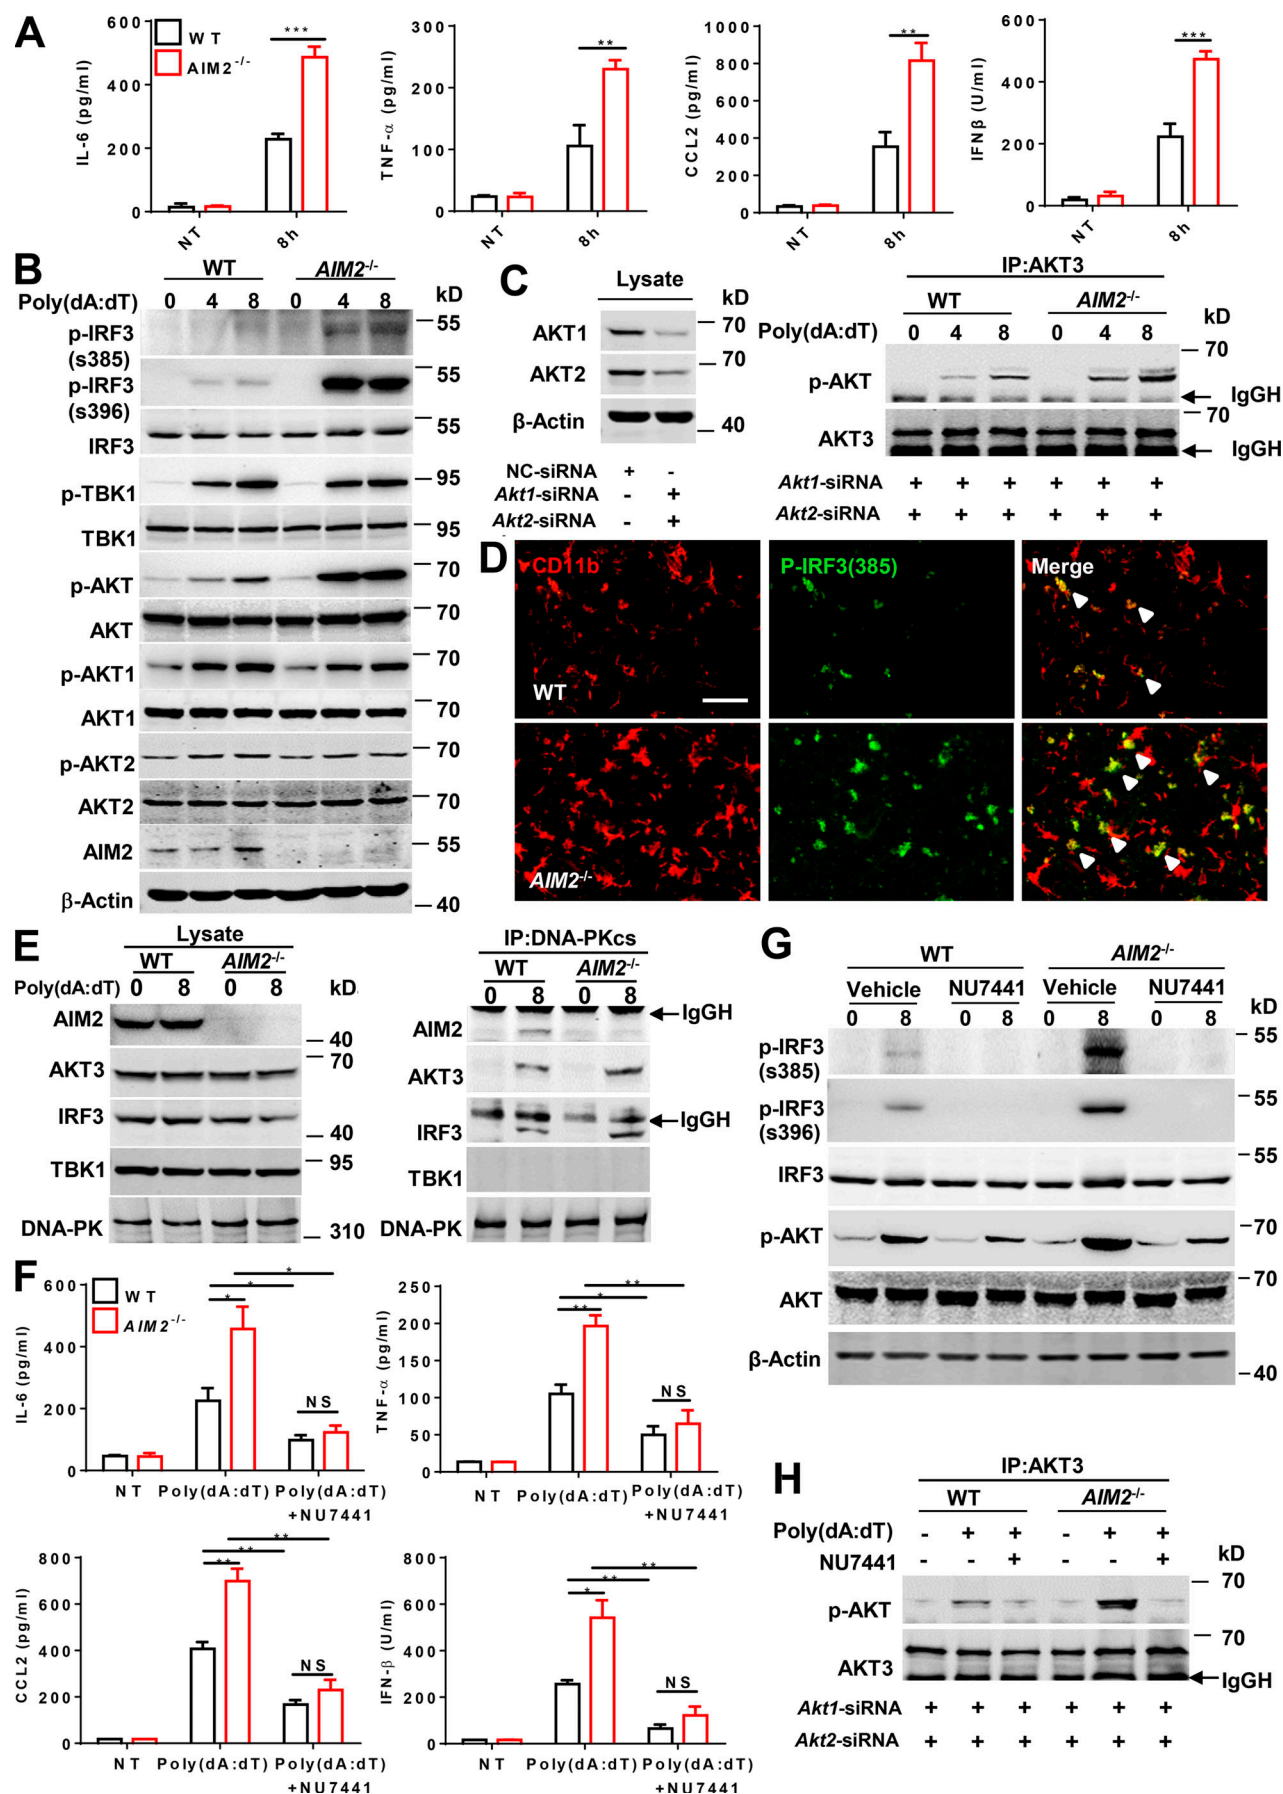 A
IL-6 (pg/ml)
600
400
200
0
WT
AIM2-/-
***
NT
8h
TNF-α (pg/ml)
300
200
100
0
**
NT
8h
CCL2 (pg/ml)
1000
800
600
400
200
0
**
NT
8h
IFNβ (U/ml)
600
400
200
0
***
NT
8h
B
WT
AIM2-/-
Poly(dA:dT) 0 4 8 0 4 8 kD
p-IRF3 (s385) 55
p-IRF3 (s396) 55
IRF3 55
p-TBK1 95
TBK1 95
p-AKT 70
AKT 70
p-AKT1 70
AKT1 70
p-AKT2 70
AKT2 70
AIM2 55
β-Actin 40
C
Lysate
kD
AKT1 70
AKT2 70
β-Actin 40
NC-siRNA + -
Akt1-siRNA - +
Akt2-siRNA - +
IP:AKT3
WT
AIM2-/-
Poly(dA:dT) 0 4 8 0 4 8 kD
70
p-AKT IgGH
70
AKT3 IgGH
Akt1-siRNA + + + + + +
Akt2-siRNA + + + + + +
D
CD11b
P-IRF3(385)
Merge
WT
AIM2-/-
E
Lysate
WT
AIM2-/-
Poly(dA:dT) 0 8 0 8 kD
AIM2 40
AKT3 70
IRF3 40
TBK1 95
DNA-PK 310
IP:DNA-PKcs
WT
AIM2-/-
0 8 0 8
IgGH
AIM2
AKT3
IRF3 IgGH
TBK1
DNA-PK
F
IL-6 (pg/ml)
600
400
200
0
WT
AIM2-/-
*
*
*
NS
NT
Poly(dA:dT)
Poly(dA:dT)
+NU7441
TNF-α (pg/ml)
250
200
150
100
50
0
**
*
**
NS
NT
Poly(dA:dT)
Poly(dA:dT)
+NU7441
CCL2 (pg/ml)
800
600
400
200
0
**
**
**
NS
NT
Poly(dA:dT)
Poly(dA:dT)
+NU7441
IFN-β (U/ml)
800
600
400
200
0
**
**
*
NS
NT
Poly(dA:dT)
Poly(dA:dT)
+NU7441
G
WT
AIM2-/-
Vehicle NU7441 Vehicle NU7441
0 8 0 8 0 8 0 8 kD
p-IRF3 (s385) 55
p-IRF3 (s396) 55
IRF3 55
p-AKT 70
AKT 70
β-Actin 40
H
IP:AKT3
WT
AIM2-/-
Poly(dA:dT) - + + - + +
NU7441 - - + - - + kD
70
p-AKT
70
AKT3 IgGH
Akt1-siRNA + + + + + +
Akt2-siRNA + + + + + +